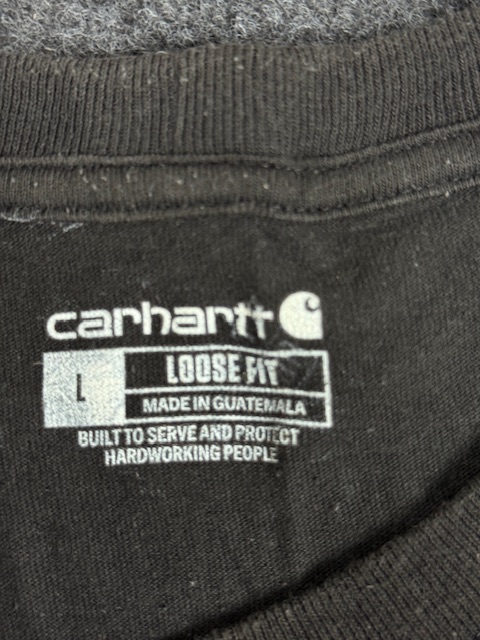 carhartt
L
LOOSE FIT
MADE IN GUATEMALA
BUILT TO SERVE AND PROTECT
HARDWORKING PEOPLE